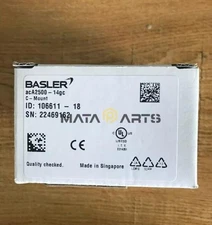 BASLER
acA2500 - 14gc
C - Mount
ID: 106611 - 18
SN: 22469162
MATA ARTS
Quality checked.
Made in Singapore